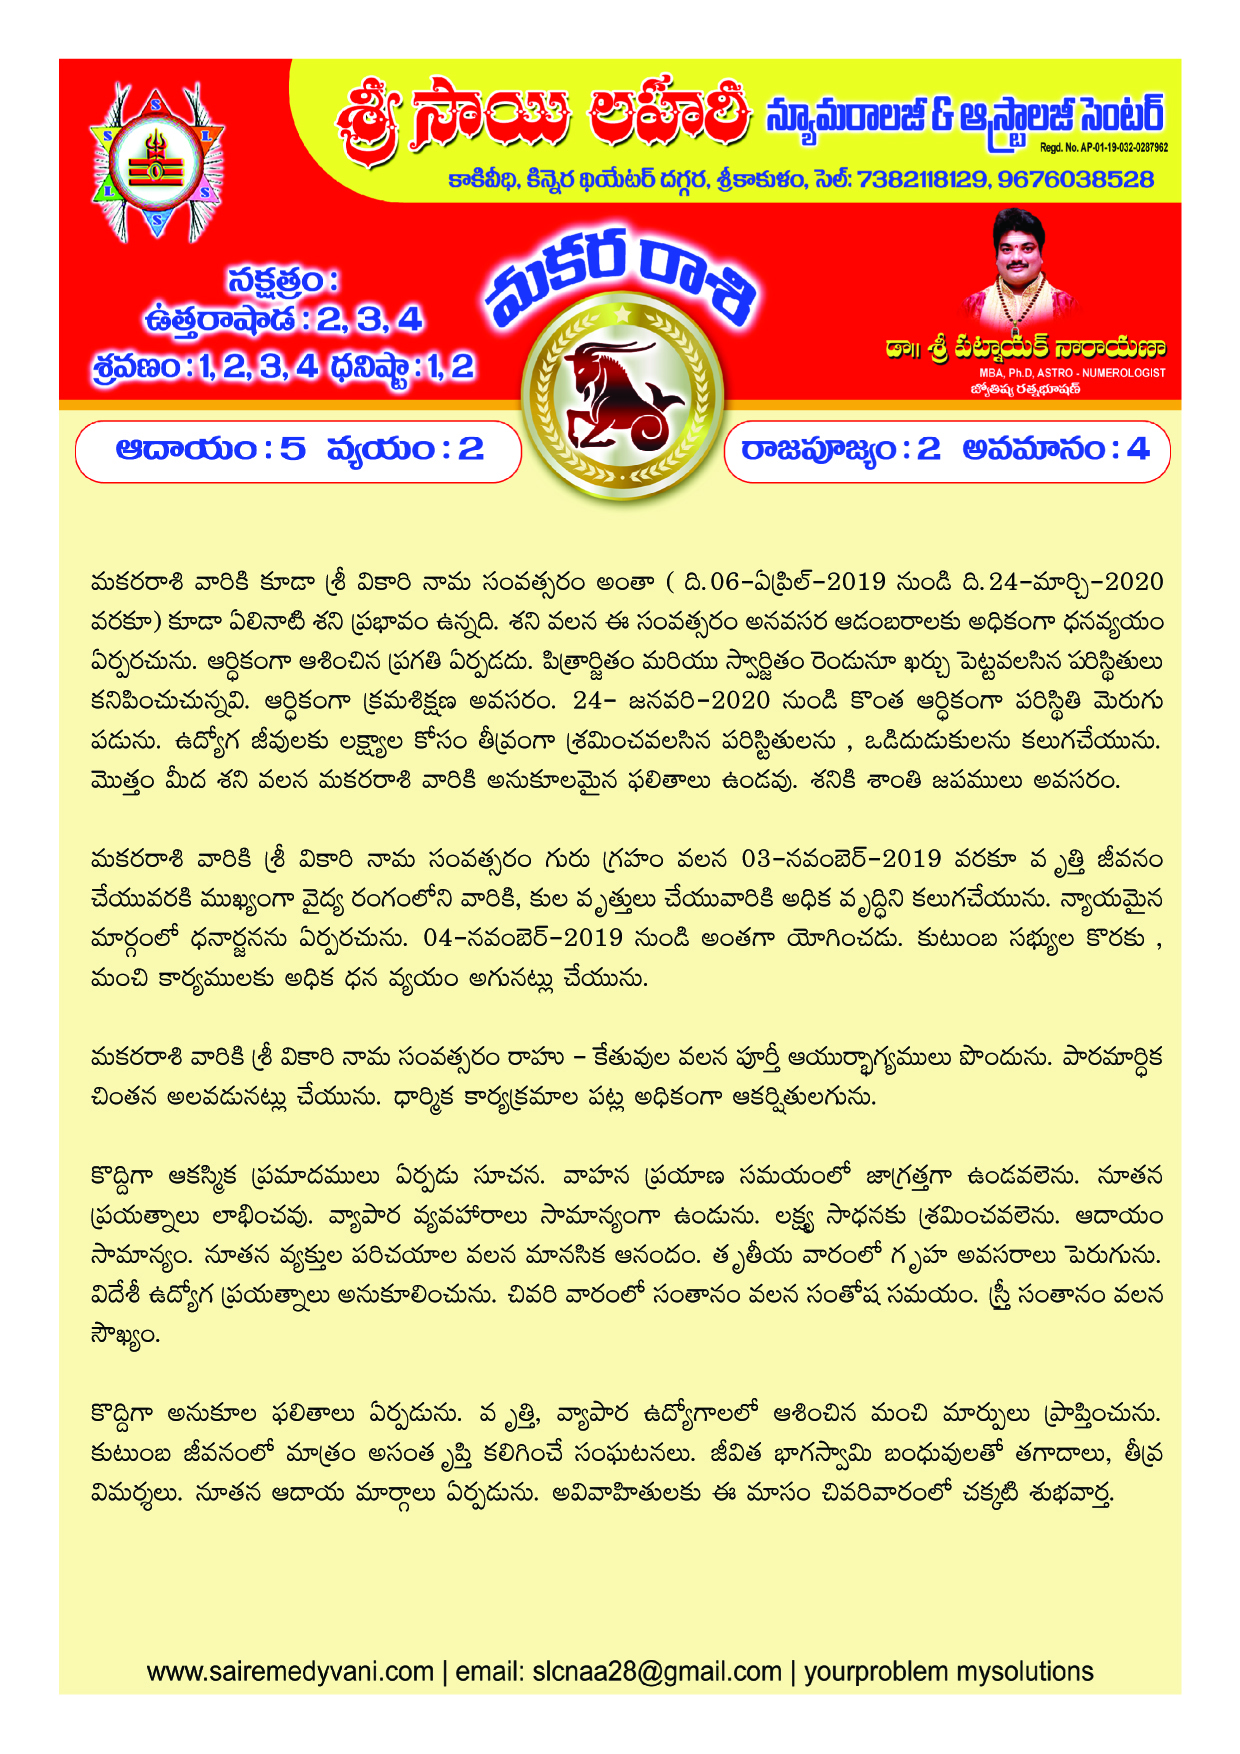 శ్రీ సాయి లహరి న్యూమరాలజీ & ఆస్ట్రాలజీ సెంటర్
Regd. No. AP-01-19-032-0287962
కాకివీధి, కిన్నెర థియేటర్ దగ్గర, శ్రీకాకుళం, సెల్: 7382118129, 9676038528
S
S L
L S
S
మకర రాశి
నక్షత్రం :
ఉత్తరాషాడ : 2, 3, 4
శ్రవణం : 1, 2, 3, 4 ధనిష్టా : 1, 2
డా॥ శ్రీ పట్నాయక్ నారాయణా
MBA, Ph.D, ASTRO - NUMEROLOGIST
జ్యోతిష్య రత్నభూషణ్
ఆదాయం : 5 వ్యయం : 2
రాజపూజ్యం : 2 అవమానం : 4
మకరరాశి వారికి కూడా శ్రీ వికారి నామ సంవత్సరం అంతా ( ది.06-ఏప్రిల్-2019 నుండి ది.24-మార్చి-2020
వరకూ) కూడా ఏలినాటి శని ప్రభావం ఉన్నది. శని వలన ఈ సంవత్సరం అనవసర ఆడంబరాలకు అధికంగా ధనవ్యయం
ఏర్పరచును. ఆర్ధికంగా ఆశించిన ప్రగతి ఏర్పడదు. పిత్రార్జితం మరియు స్వార్జితం రెండునూ ఖర్చు పెట్టవలసిన పరిస్థితులు
కనిపించుచున్నవి. ఆర్ధికంగా క్రమశిక్షణ అవసరం. 24- జనవరి-2020 నుండి కొంత ఆర్ధికంగా పరిస్థితి మెరుగు
పడును. ఉద్యోగ జీవులకు లక్ష్యాల కోసం తీవ్రంగా శ్రమించవలసిన పరిస్టితులను , ఒడిదుడుకులను కలుగచేయును.
మొత్తం మీద శని వలన మకరరాశి వారికి అనుకూలమైన ఫలితాలు ఉండవు. శనికి శాంతి జపములు అవసరం.
మకరరాశి వారికి శ్రీ వికారి నామ సంవత్సరం గురు గ్రహం వలన 03-నవంబెర్-2019 వరకూ వృత్తి జీవనం
చేయువరకి ముఖ్యంగా వైద్య రంగంలోని వారికి, కుల వృత్తులు చేయువారికి అధిక వృద్ధిని కలుగచేయును. న్యాయమైన
మార్గంలో ధనార్జనను ఏర్పరచును. 04-నవంబెర్-2019 నుండి అంతగా యోగించడు. కుటుంబ సభ్యుల కొరకు ,
మంచి కార్యములకు అధిక ధన వ్యయం అగునట్లు చేయును.
మకరరాశి వారికి శ్రీ వికారి నామ సంవత్సరం రాహు - కేతువుల వలన పూర్తీ ఆయుర్భాగ్యములు పొందును. పారమార్ధిక
చింతన అలవడునట్లు చేయును. ధార్మిక కార్యక్రమాల పట్ల అధికంగా ఆకర్షితులగును.
కొద్దిగా ఆకస్మిక ప్రమాదములు ఏర్పడు సూచన. వాహన ప్రయాణ సమయంలో జాగ్రత్తగా ఉండవలెను. నూతన
ప్రయత్నాలు లాభించవు. వ్యాపార వ్యవహారాలు సామాన్యంగా ఉండును. లక్ష్య సాధనకు శ్రమించవలెను. ఆదాయం
సామాన్యం. నూతన వ్యక్తుల పరిచయాల వలన మానసిక ఆనందం. తృతీయ వారంలో గృహ అవసరాలు పెరుగును.
విదేశీ ఉద్యోగ ప్రయత్నాలు అనుకూలించును. చివరి వారంలో సంతానం వలన సంతోష సమయం. స్త్రీ సంతానం వలన
సౌఖ్యం.
కొద్దిగా అనుకూల ఫలితాలు ఏర్పడును. వృత్తి, వ్యాపార ఉద్యోగాలలో ఆశించిన మంచి మార్పులు ప్రాప్తించును.
కుటుంబ జీవనంలో మాత్రం అసంతృప్తి కలిగించే సంఘటనలు. జీవిత భాగస్వామి బంధువులతో తగాదాలు, తీవ్ర
విమర్శలు. నూతన ఆదాయ మార్గాలు ఏర్పడును. అవివాహితులకు ఈ మాసం చివరివారంలో చక్కటి శుభవార్త.
www.sairemedyvani.com | email: slcnaa28@gmail.com | yourproblem mysolutions